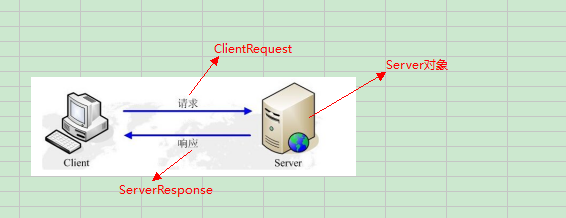 ClientRequest
Server对象
请求
响应
Client
Server
ServerResponse